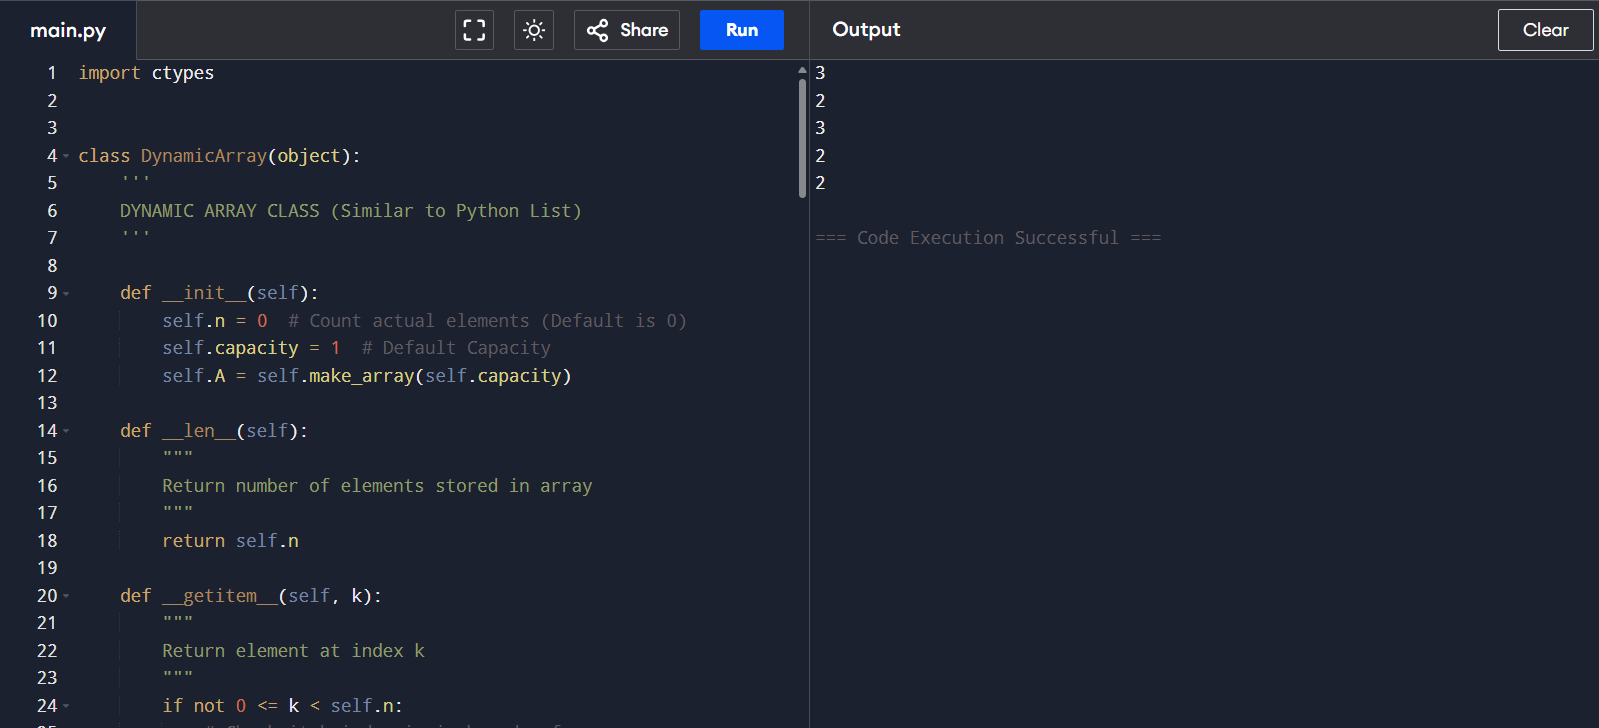 main.py
Share
Run
Output
Clear
1 import ctypes
2
3
4 class DynamicArray(object):
5     '''
6     DYNAMIC ARRAY CLASS (Similar to Python List)
7     '''
8
9     def __init__(self):
10         self.n = 0  # Count actual elements (Default is 0)
11         self.capacity = 1  # Default Capacity
12         self.A = self.make_array(self.capacity)
13
14     def __len__(self):
15         """
16         Return number of elements stored in array
17         """
18         return self.n
19
20     def __getitem__(self, k):
21         """
22         Return element at index k
23         """
24         if not 0 <= k < self.n:
3
2
3
2
2
=== Code Execution Successful ===